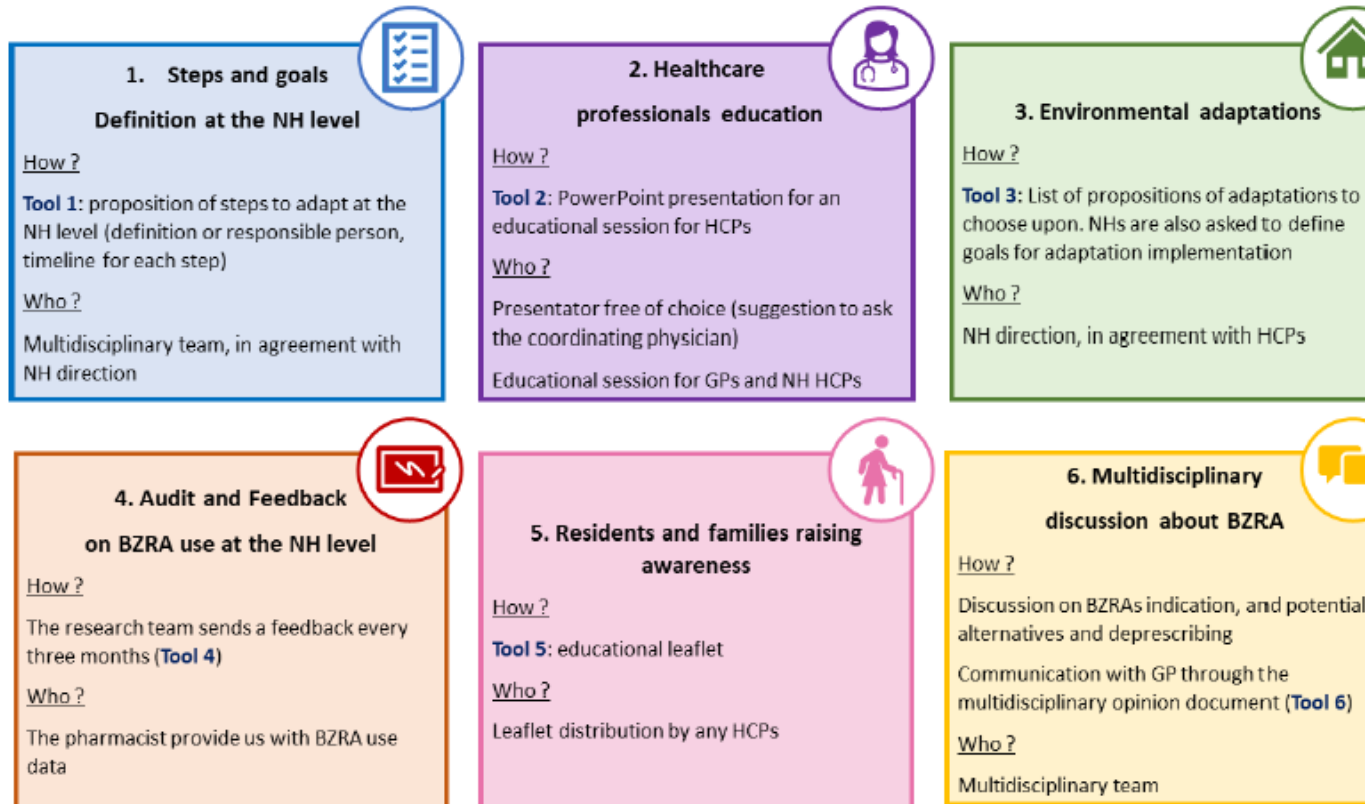 1. Steps and goals
Definition at the NH level
How ?
Tool 1: proposition of steps to adapt at the
NH level (definition or responsible person,
timeline for each step)
Who ?
Multidisciplinary team, in agreement with
NH direction
2. Healthcare
professionals education
How ?
Tool 2: PowerPoint presentation for an
educational session for HCPs
Who ?
Presentator free of choice (suggestion to ask
the coordinating physician)
Educational session for GPs and NH HCPs
3. Environmental adaptations
How ?
Tool 3: List of propositions of adaptations to
choose upon. NHs are also asked to define
goals for adaptation implementation
Who ?
NH direction, in agreement with HCPs
4. Audit and Feedback
on BZRA use at the NH level
How ?
The research team sends a feedback every
three months (Tool 4)
Who ?
The pharmacist provide us with BZRA use
data
5. Residents and families raising
awareness
How ?
Tool 5: educational leaflet
Who ?
Leaflet distribution by any HCPs
6. Multidisciplinary
discussion about BZRA
How ?
Discussion on BZRAs indication, and potential
alternatives and deprescribing
Communication with GP through the
multidisciplinary opinion document (Tool 6)
Who ?
Multidisciplinary team